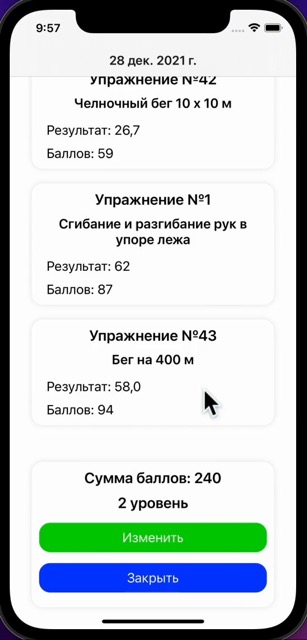 9:57
28 дек. 2021 г.
Упражнение №42
Челночный бег 10 х 10 м
Результат: 26,7
Баллов: 59
Упражнение №1
Сгибание и разгибание рук в
упоре лежа
Результат: 62
Баллов: 87
Упражнение №43
Бег на 400 м
Результат: 58,0
Баллов: 94
Сумма баллов: 240
2 уровень
Изменить
Закрыть